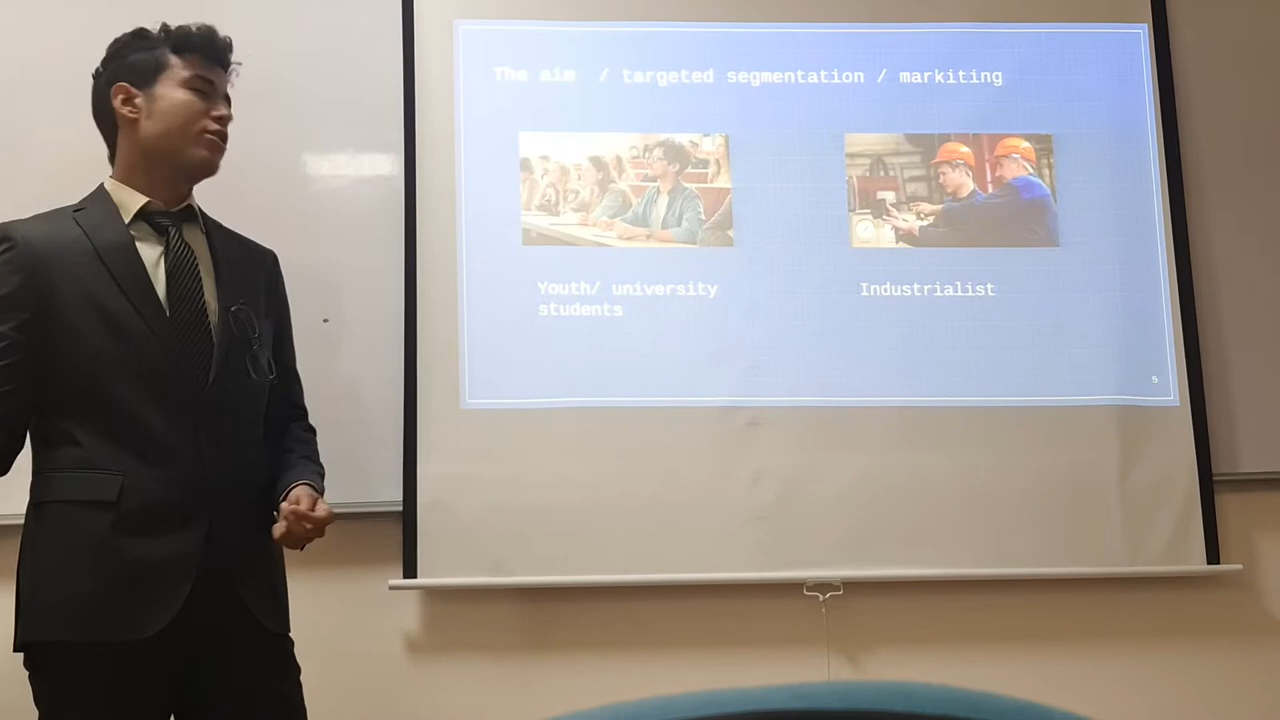 The aim / targeted segmentation / markiting
Youth/ university
students
Industrialist
5